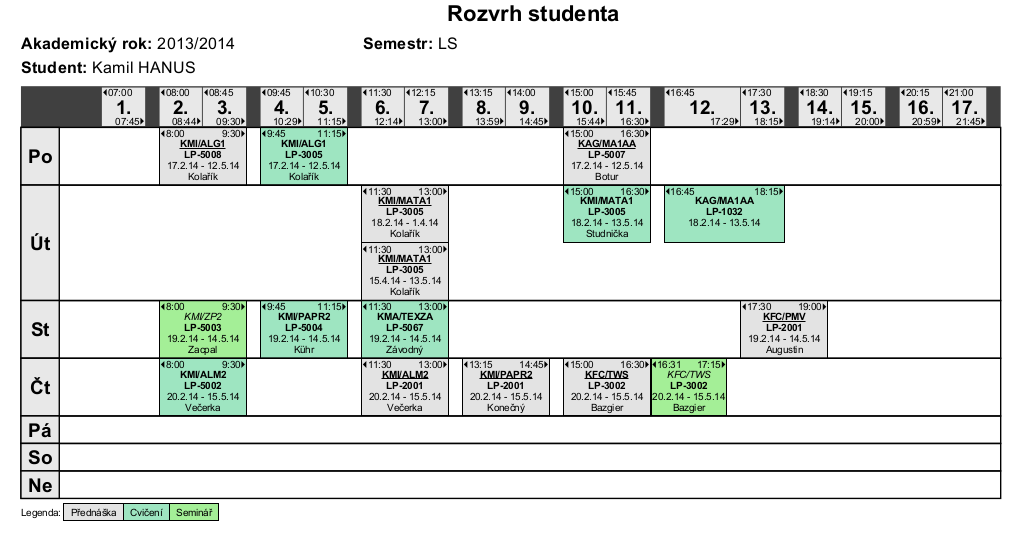 Rozvrh studenta
Akademický rok: 2013/2014 Semestr: LS
Student: Kamil HANUS
07:00 08:00 08:45 09:45 10:30 11:30 12:15 13:15 14:00 15:00 15:45 16:45 17:30 18:30 19:15 20:15 21:00
1. 2. 3. 4. 5. 6. 7. 8. 9. 10. 11. 12. 13. 14. 15. 16. 17.
07:45 08:44 09:30 10:29 11:15 12:14 13:00 13:59 14:45 15:44 16:30 17:29 18:15 19:14 20:00 20:59 21:45
Po
8:00 9:30
KMI/ALG1
LP-5008
17.2.14 - 12.5.14
Kolařík
9:45 11:15
KMI/ALG1
LP-3005
17.2.14 - 12.5.14
Kolařík
15:00 16:30
KAG/MA1AA
LP-5007
17.2.14 - 12.5.14
Botur
Út
11:30 13:00
KMI/MATA1
LP-3005
18.2.14 - 1.4.14
Kolařík
11:30 13:00
KMI/MATA1
LP-3005
15.4.14 - 13.5.14
Kolařík
15:00 16:30
KMI/MATA1
LP-3005
18.2.14 - 13.5.14
Studnička
16:45 18:15
KAG/MA1AA
LP-1032
18.2.14 - 13.5.14
St
8:00 9:30
KMI/ZP2
LP-5003
19.2.14 - 14.5.14
Zacpal
9:45 11:15
KMI/PAPR2
LP-5004
19.2.14 - 14.5.14
Kühr
11:30 13:00
KMA/TEXZA
LP-5067
19.2.14 - 14.5.14
Závodný
17:30 19:00
KFC/PMV
LP-2001
19.2.14 - 14.5.14
Augustin
Čt
8:00 9:30
KMI/ALM2
LP-5002
20.2.14 - 15.5.14
Večerka
11:30 13:00
KMI/ALM2
LP-2001
20.2.14 - 15.5.14
Večerka
13:15 14:45
KMI/PAPR2
LP-2001
20.2.14 - 15.5.14
Konečný
15:00 16:30
KFC/TWS
LP-3002
20.2.14 - 15.5.14
Bazgier
16:31 17:15
KFC/TWS
LP-3002
20.2.14 - 15.5.14
Bazgier
Pá
So
Ne
Legenda: Přednáška Cvičení Seminář